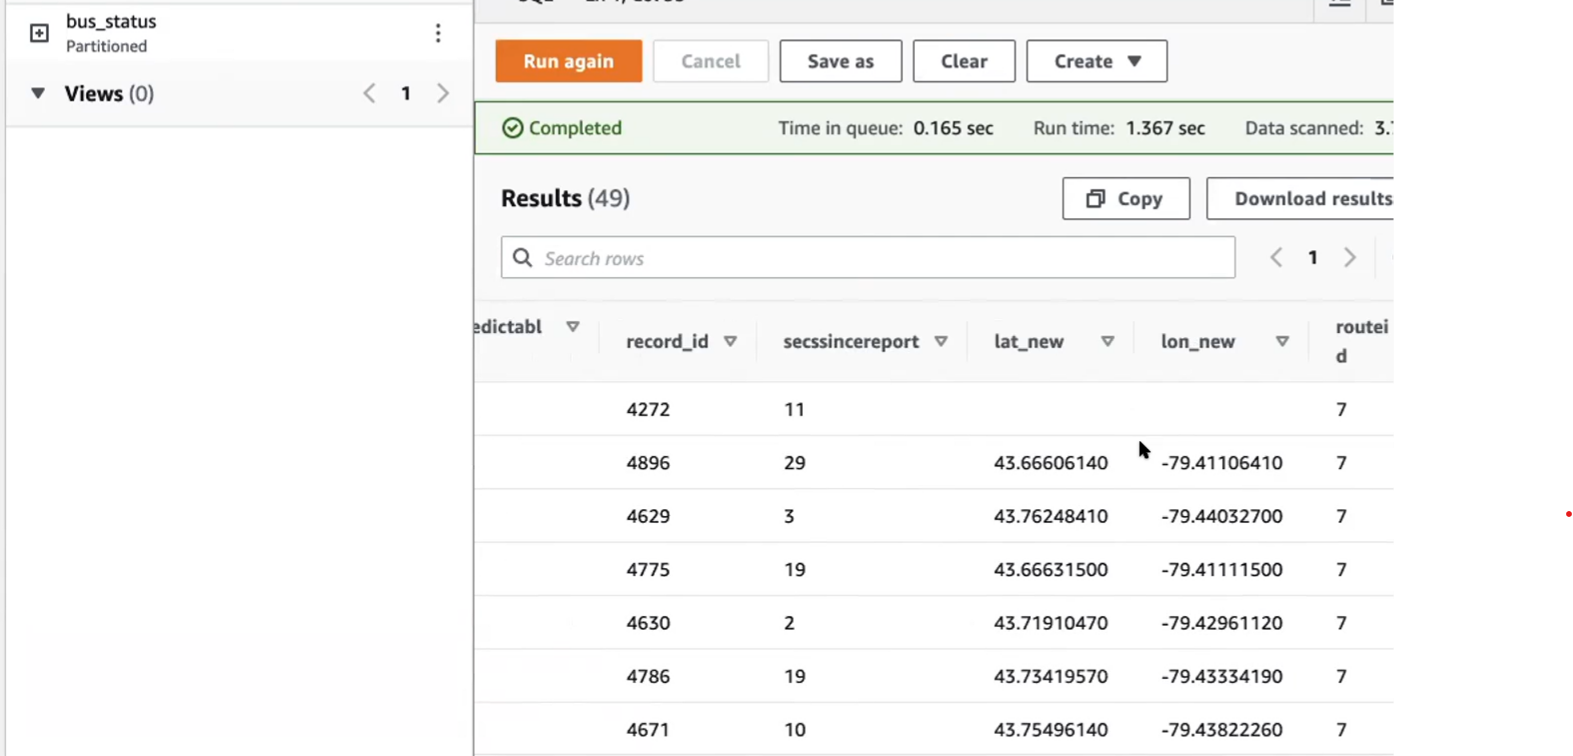 bus_status
Partitioned
Views (0) 1
Run again Cancel Save as Clear Create
Completed Time in queue: 0.165 sec Run time: 1.367 sec Data scanned: 3.
Results (49) Copy Download results
Search rows 1
edictabl record_id secssincereport lat_new lon_new routei
d
4272 11 7
4896 29 43.66606140 -79.41106410 7
4629 3 43.76248410 -79.44032700 7
4775 19 43.66631500 -79.41111500 7
4630 2 43.71910470 -79.42961120 7
4786 19 43.73419570 -79.43334190 7
4671 10 43.75496140 -79.43822260 7